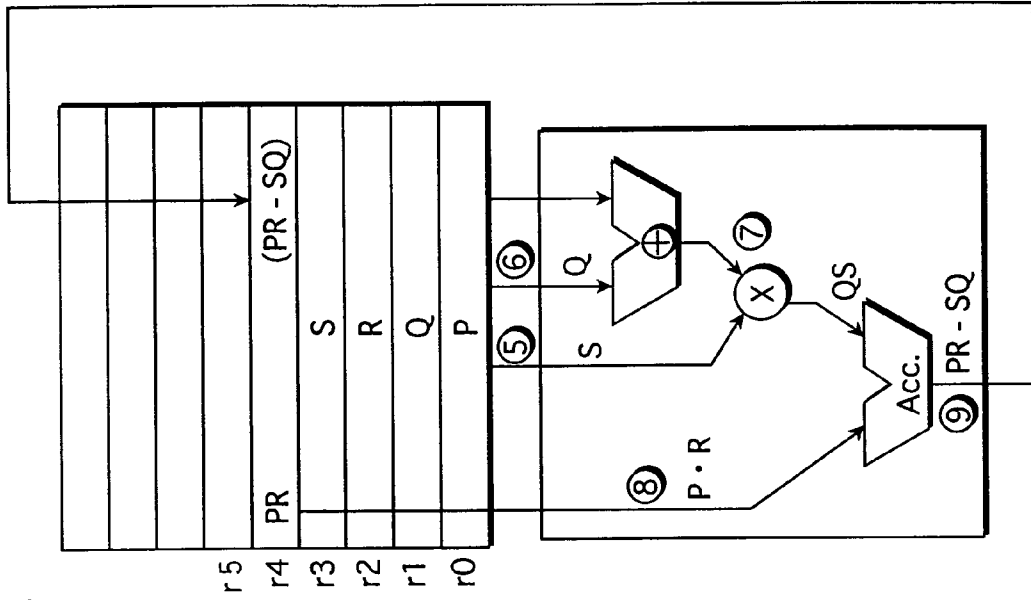 r5
r4 PR (PR - SQ)
r3 S
r2 R
r1 Q
r0 P
5
6
S
Q
+
7
X
8
P · R
QS
Acc.
9
PR - SQ